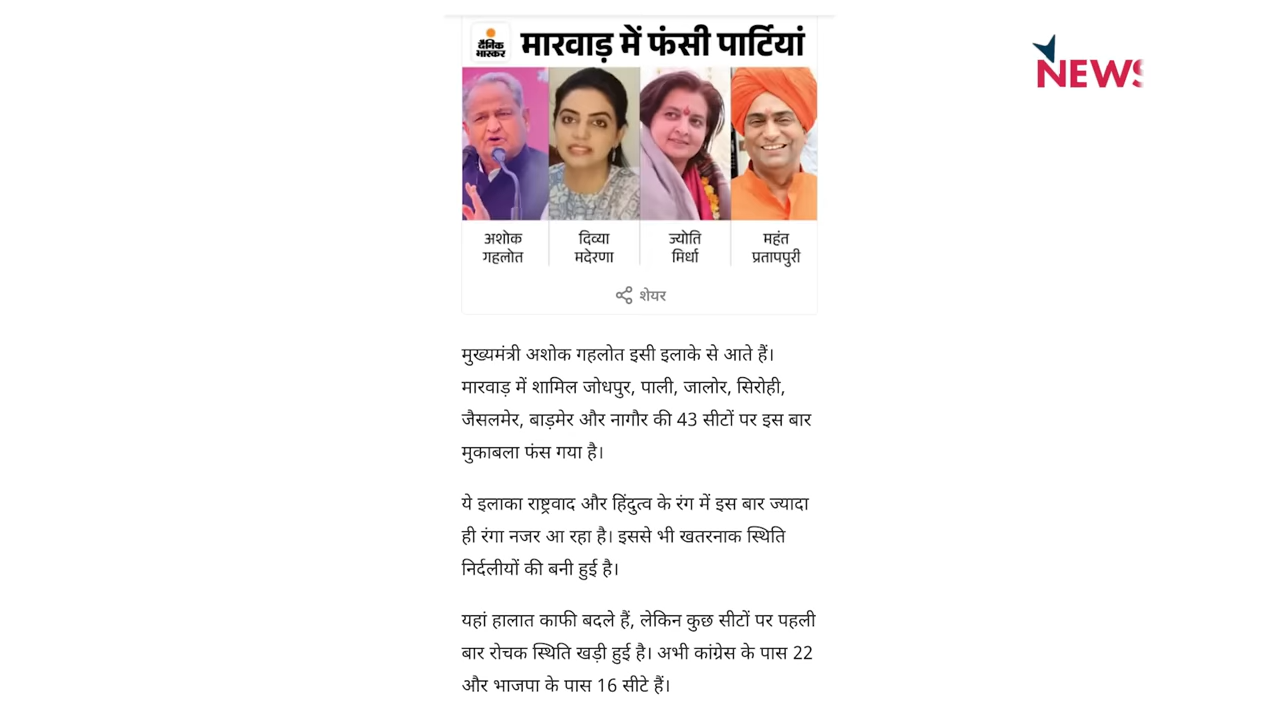 दैनिक
भास्कर
मारवाड़ में फंसी पार्टियां
NEWS
अशोक
गहलोत
दिव्या
मदेरणा
ज्योति
मिर्धा
महंत
प्रतापपुरी
शेयर
मुख्यमंत्री अशोक गहलोत इसी इलाके से आते हैं।
मारवाड़ में शामिल जोधपुर, पाली, जालोर, सिरोही,
जैसलमेर, बाड़मेर और नागौर की 43 सीटों पर इस बार
मुकाबला फंस गया है।
ये इलाका राष्ट्रवाद और हिंदुत्व के रंग में इस बार ज्यादा
ही रंगा नजर आ रहा है। इससे भी खतरनाक स्थिति
निर्दलीयों की बनी हुई है।
यहां हालात काफी बदले हैं, लेकिन कुछ सीटों पर पहली
बार रोचक स्थिति खड़ी हुई है। अभी कांग्रेस के पास 22
और भाजपा के पास 16 सीटे हैं।